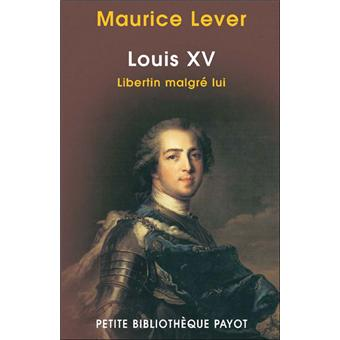 Maurice Lever
Louis XV
Libertin malgré lui
PETITE BIBLIOTHÈQUE PAYOT